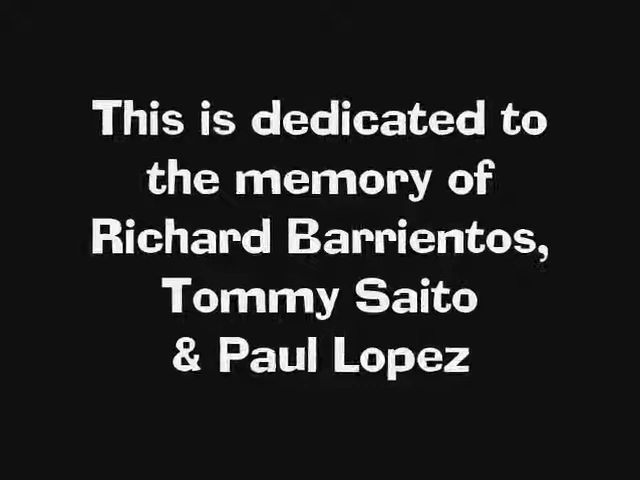 This is dedicated to
the memory of
Richard Barrientos,
Tommy Saito
& Paul Lopez